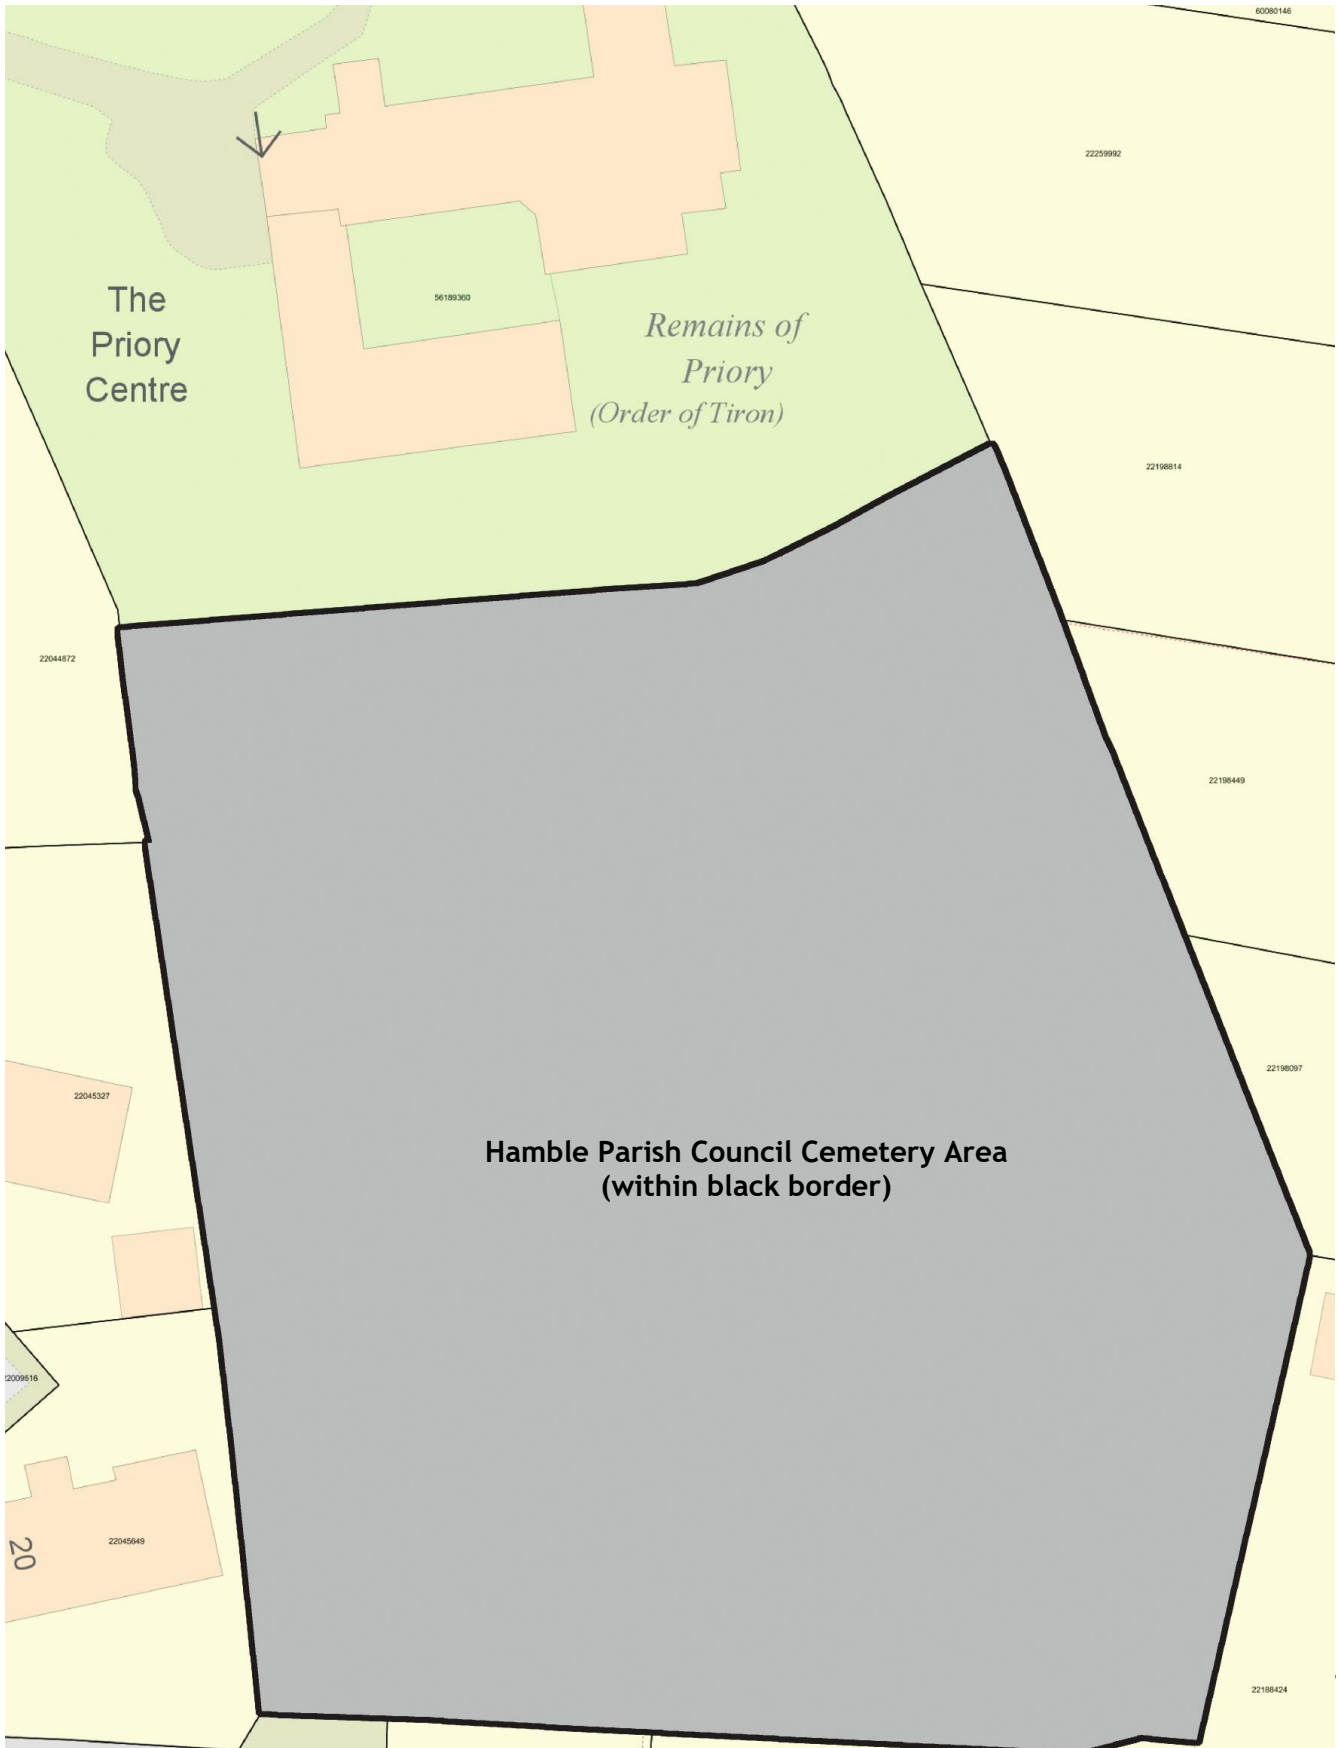 60080146
22259992
The
Priory
Centre
56189360
Remains of
Priory
(Order of Tiron)
22198814
22044872
22198449
22198097
22045327
Hamble Parish Council Cemetery Area
(within black border)
22009516
20
22045649
22188424